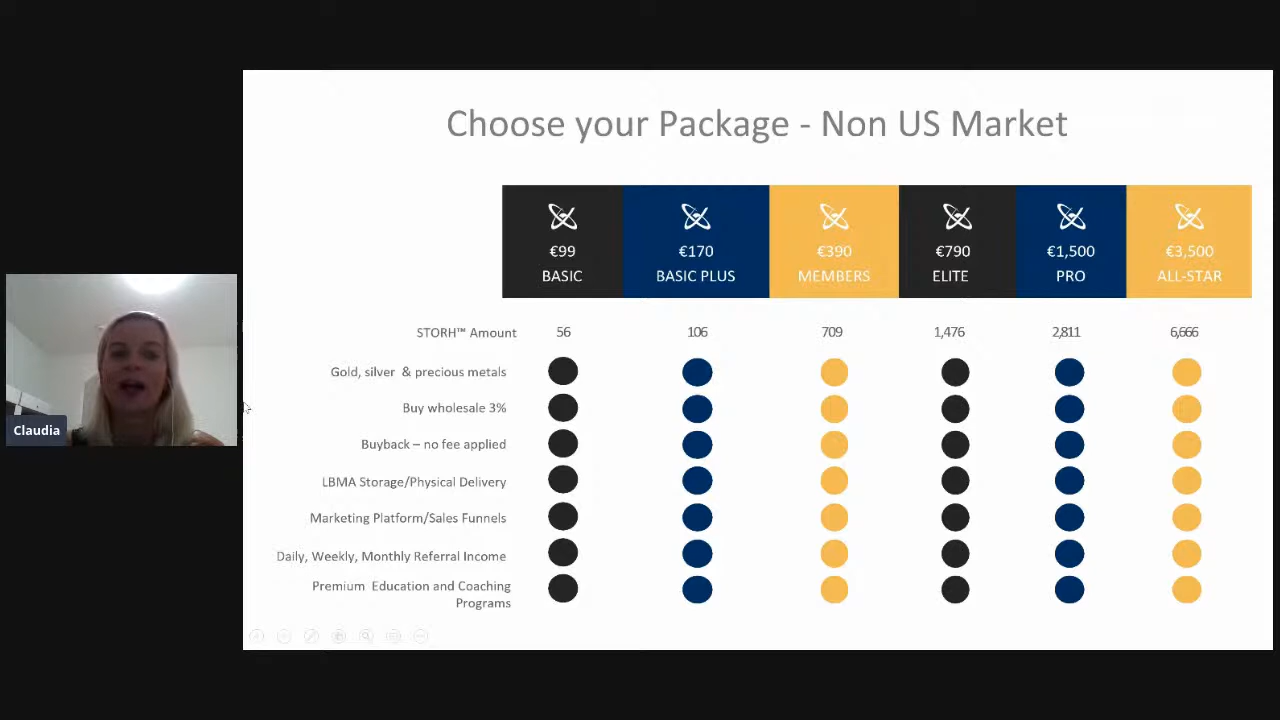 Choose your Package - Non US Market
€99 €170 €390 €790 €1,500 €3,500
BASIC BASIC PLUS MEMBERS ELITE PRO ALL-STAR
STORH™ Amount 56 106 709 1,476 2,811 6,666
Gold, silver & precious metals
Buy wholesale 3%
Buyback – no fee applied
LBMA Storage/Physical Delivery
Marketing Platform/Sales Funnels
Daily, Weekly, Monthly Referral Income
Premium Education and Coaching
Programs
Claudia